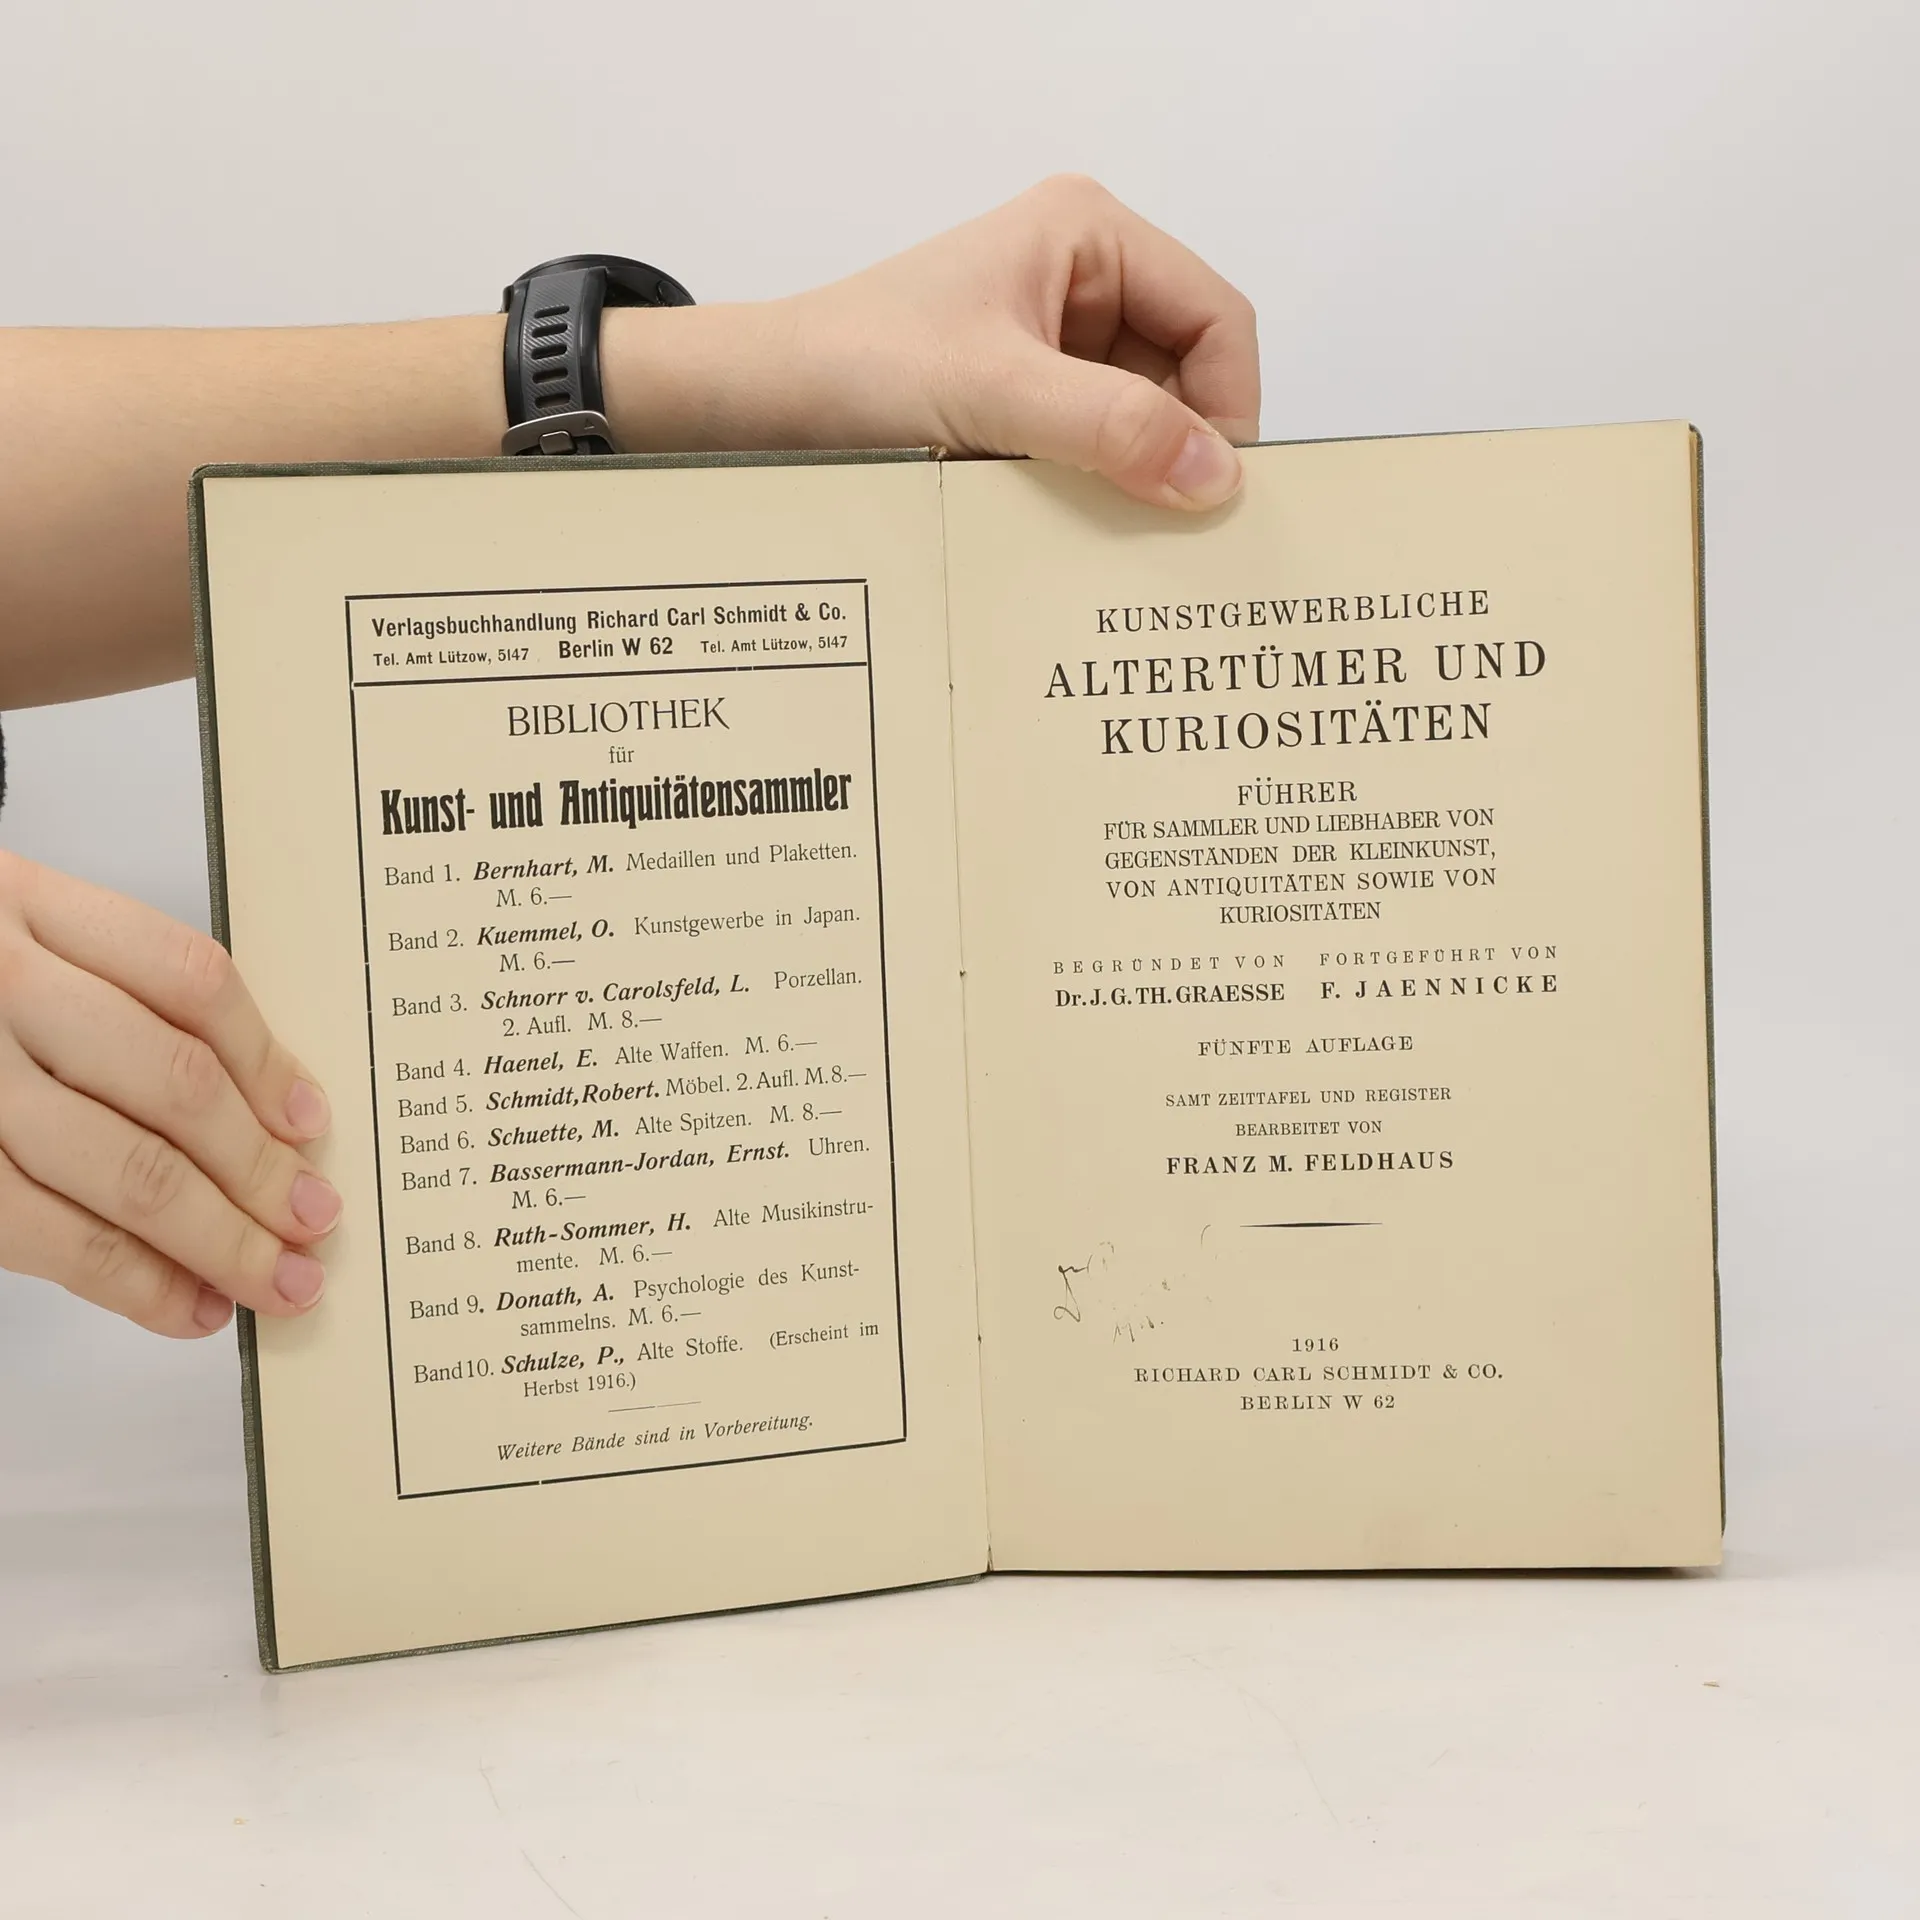 Verlagsbuchhandlung Richard Carl Schmidt & Co.
Tel. Amt Lützow, 5147 Berlin W 62 Tel. Amt Lützow, 5147
BIBLIOTHEK
für
Kunst- und Antiquitätensammler
Band 1. Bernhart, M. Medaillen und Plaketten.
M. 6.—
Band 2. Kuemmel, O. Kunstgewerbe in Japan.
M. 6.—
Band 3. Schnorr v. Carolsfeld, L. Porzellan.
2. Aufl. M. 8.—
Band 4. Haenel, E. Alte Waffen. M. 6.—
Band 5. Schmidt, Robert. Möbel. 2. Aufl. M. 8.—
Band 6. Schuette, M. Alte Spitzen. M. 8.—
Band 7. Bassermann-Jordan, Ernst. Uhren.
M. 6.—
Band 8. Ruth-Sommer, H. Alte Musikinstru-
mente. M. 6.—
Band 9. Donath, A. Psychologie des Kunst-
sammelns. M. 6.—
Band 10. Schulze, P., Alte Stoffe. (Erscheint im
Herbst 1916.)
Weitere Bände sind in Vorbereitung.
KUNSTGEWERBLICHE
ALTERTÜMER UND
KURIOSITÄTEN
FÜHRER
FÜR SAMMLER UND LIEBHABER VON
GEGENSTÄNDEN DER KLEINKUNST,
VON ANTIQUITÄTEN SOWIE VON
KURIOSITÄTEN
BEGRÜNDET VON FORTGEFÜHRT VON
Dr. J. G. TH. GRAESSE F. JAENNICKE
FÜNFTE AUFLAGE
SAMT ZEITTAFEL UND REGISTER
BEARBEITET VON
FRANZ M. FELDHAUS
1916
RICHARD CARL SCHMIDT & CO.
BERLIN W 62